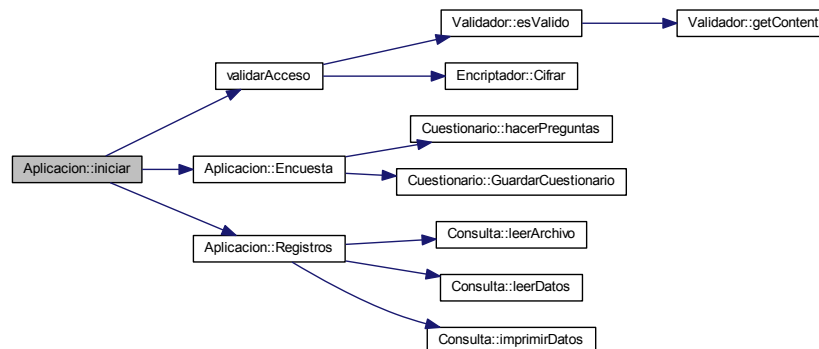 Validador::esValido
Validador::getContent
validarAcceso
Encriptador::Cifrar
Cuestionario::hacerPreguntas
Aplicacion::iniciar
Aplicacion::Encuesta
Cuestionario::GuardarCuestionario
Consulta::leerArchivo
Aplicacion::Registros
Consulta::leerDatos
Consulta::imprimirDatos